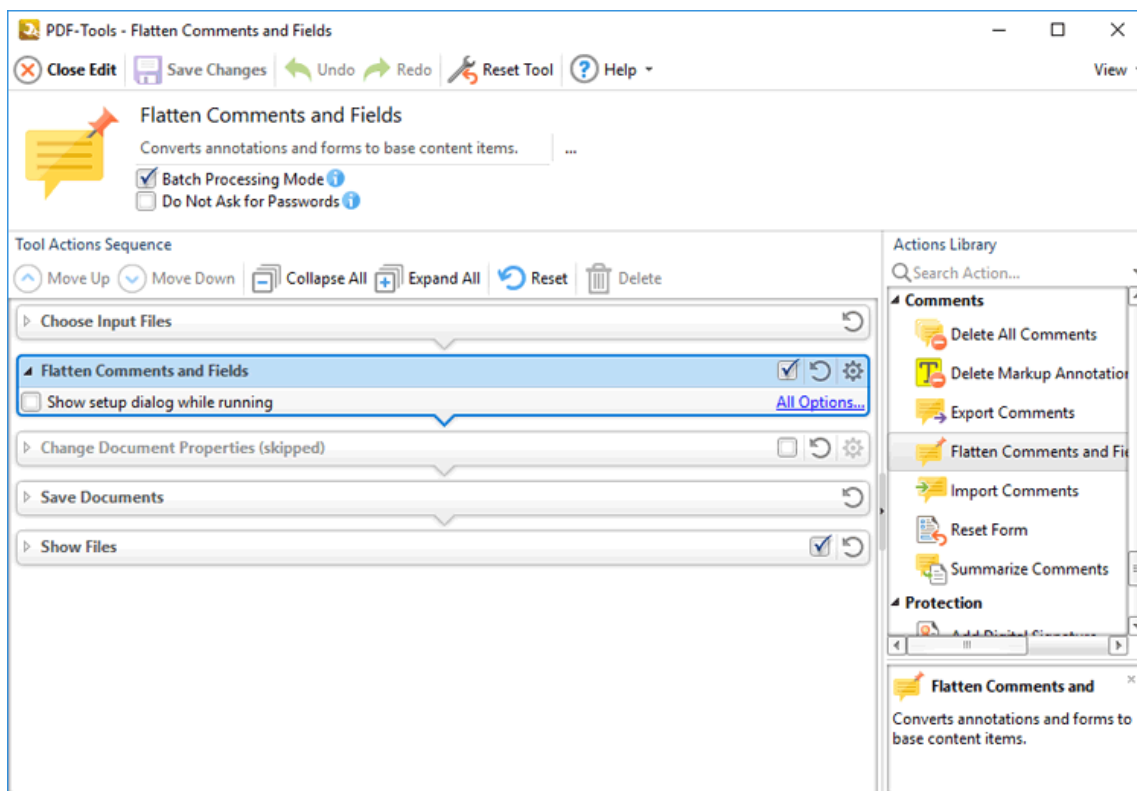 PDF-Tools - Flatten Comments and Fields
Close Edit Save Changes Undo Redo Reset Tool ? Help View
Flatten Comments and Fields
Converts annotations and forms to base content items. ...
Batch Processing Mode i
Do Not Ask for Passwords i
Tool Actions Sequence
Move Up Move Down Collapse All Expand All Reset Delete
Choose Input Files
Flatten Comments and Fields
Show setup dialog while running All Options...
Change Document Properties (skipped)
Save Documents
Show Files
Actions Library
Search Action...
Comments
Delete All Comments
T Delete Markup Annotation
Export Comments
Flatten Comments and Fie
Import Comments
Reset Form
Summarize Comments
Protection
Add Digital Signature
Flatten Comments and
Converts annotations and forms to
base content items.